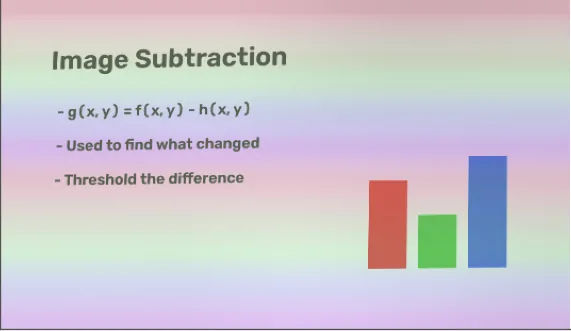 Image Subtraction
- g(x, y) = f(x, y) - h(x, y)
- Used to find what changed
- Threshold the difference